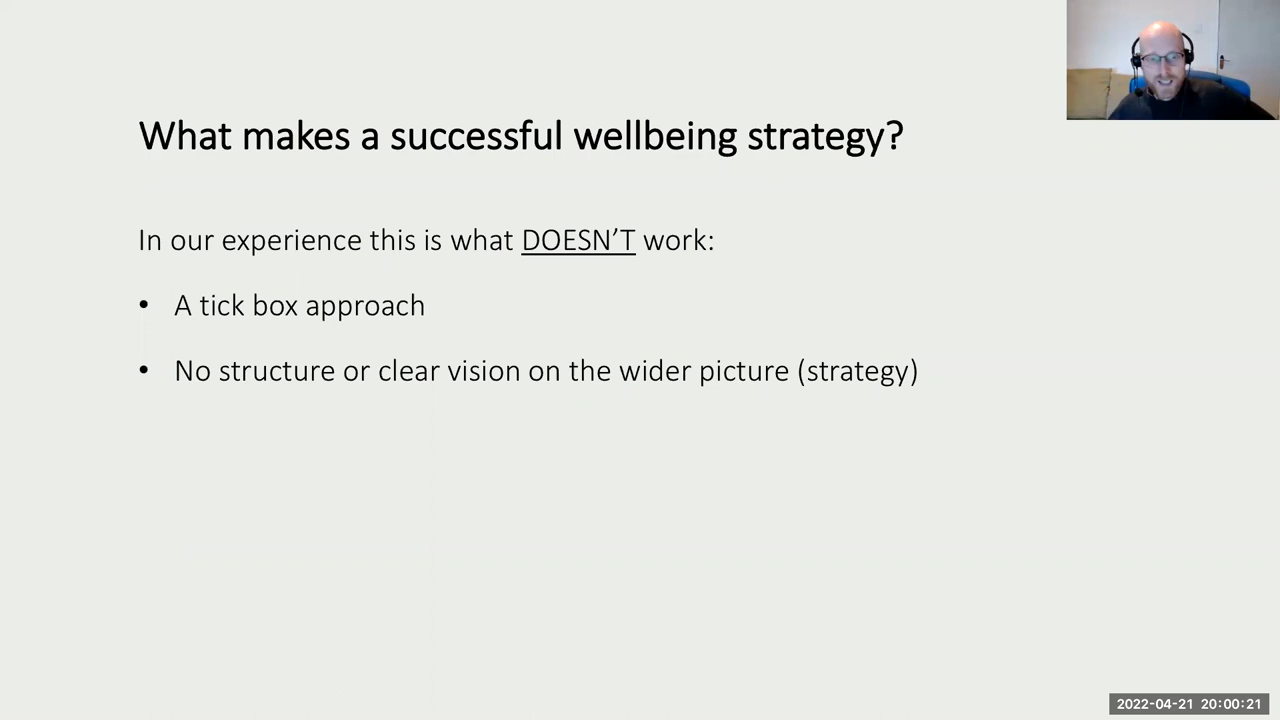 What makes a successful wellbeing strategy?
In our experience this is what DOESN'T work:
• A tick box approach
• No structure or clear vision on the wider picture (strategy)
2022-04-21 20:00:21